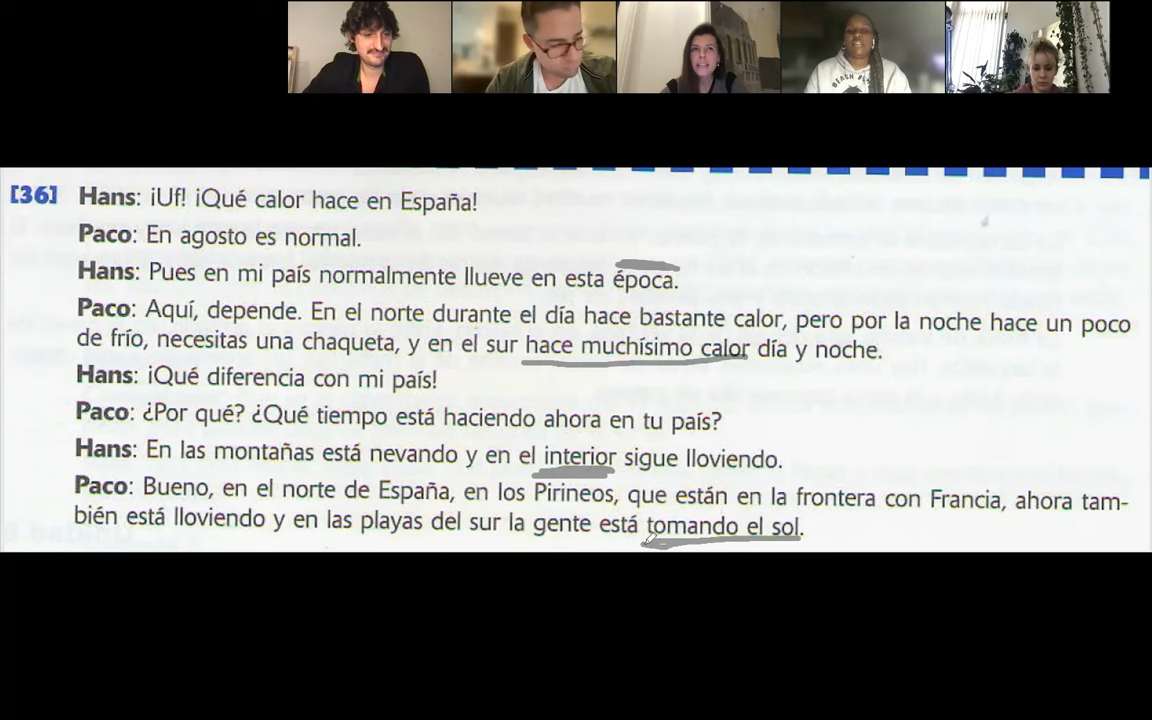 BEACH
[36] Hans: ¡Uf! ¡Qué calor hace en España!
Paco: En agosto es normal.
Hans: Pues en mi país normalmente llueve en esta época.
Paco: Aquí, depende. En el norte durante el día hace bastante calor, pero por la noche hace un poco
de frío, necesitas una chaqueta, y en el sur hace muchísimo calor día y noche.
Hans: ¡Qué diferencia con mi país!
Paco: ¿Por qué? ¿Qué tiempo está haciendo ahora en tu país?
Hans: En las montañas está nevando y en el interior sigue lloviendo.
Paco: Bueno, en el norte de España, en los Pirineos, que están en la frontera con Francia, ahora tam-
bién está lloviendo y en las playas del sur la gente está tomando el sol.